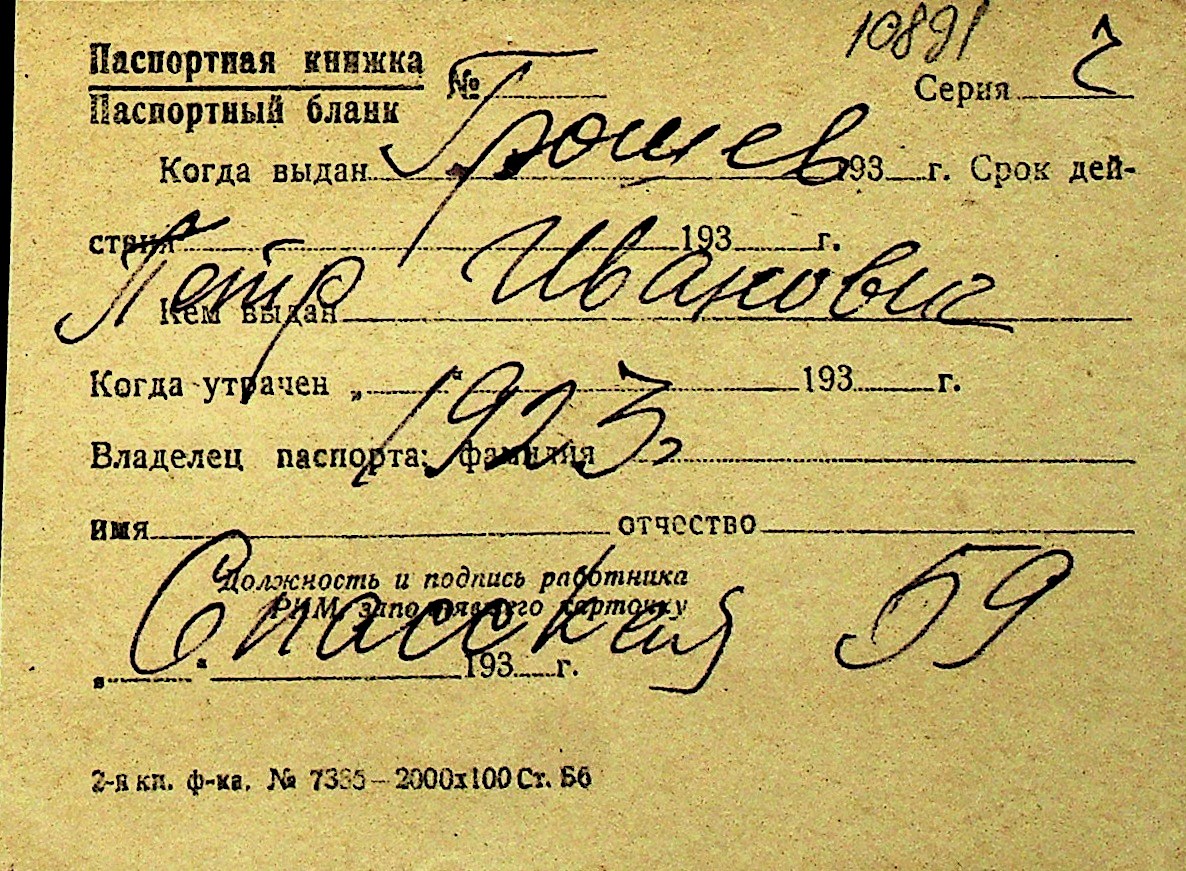 10891
Паспортная книжка
Паспортный бланк
№ Серия
Грошев
Когда выдан 193 г. Срок дей-
ствия 193 г.
Петр Иванович
Кем выдан
Когда утрачен „ “ 193 г.
1923
Владелец паспорта: фамилия
имя отчество
Должность и подпись работника
РКМ, заполнявшего карточку
Спасская 59
„ “ 193 г.
2-я кп. ф-ка. № 7335—2000х100 Ст. Бб